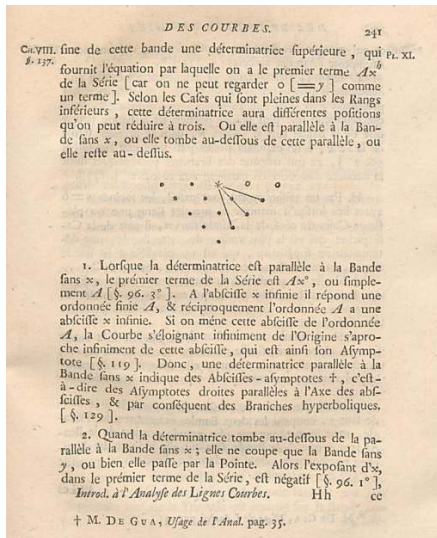 DES COURBES. 241
Ch. VIII. sine de cette bande une déterminatrice supérieure, qui Pl. XI.
§. 137. fournit l'équation par laquelle on a le premier terme Axʰ
de la Série [car on ne peut regarder 0 [=y] comme
un terme]. Selon les Cases qui sont pleines dans les Rangs
inférieurs, cette déterminatrice aura différentes positions
qu'on peut réduire à trois. Ou elle est parallèle à la Ban-
de sans x, ou elle tombe au-dessous de cette parallèle, ou
elle reste au-dessus.
1. Lorsque la déterminatrice est parallèle à la Bande
sans x, le premier terme de la Série est Ax⁰, ou simple-
ment A [§. 96. 3°]. A l'abscisse x infinie il répond une
ordonnée finie A, & réciproquement l'ordonnée A a une
abscisse x infinie. Si on méne cette abscisse de l'ordonnée
A, la Courbe s'éloignant infiniment de l'Origine s'apro-
che infiniment de cette abscisse, qui est ainsi son Asymp-
tote [§. 119]. Donc, une déterminatrice parallèle à la
Bande sans x indique des Abscisses-asymptotes †, c'est-
à-dire des Asymptotes droites parallèles à l'Axe des abs-
cisses, & par conséquent des Branches hyperboliques.
[§. 129].
2. Quand la déterminatrice tombe au-dessous de la pa-
rallèle à la Bande sans x; elle ne coupe que la Bande sans
y, ou bien elle passe par la Pointe. Alors l'exposant d'x,
dans le premier terme de la Série, est négatif [§. 96. 1°],
Introd. à l'Analyse des Lignes Courbes. Hh ce
† M. DE GUA, Usage de l'Anal. pag. 35.